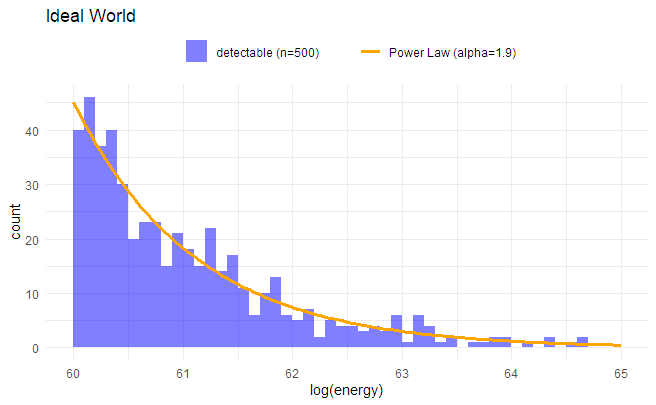 Ideal World
detectable (n=500) Power Law (alpha=1.9)
40
30
20
10
0
count
60 61 62 63 64 65
log(energy)